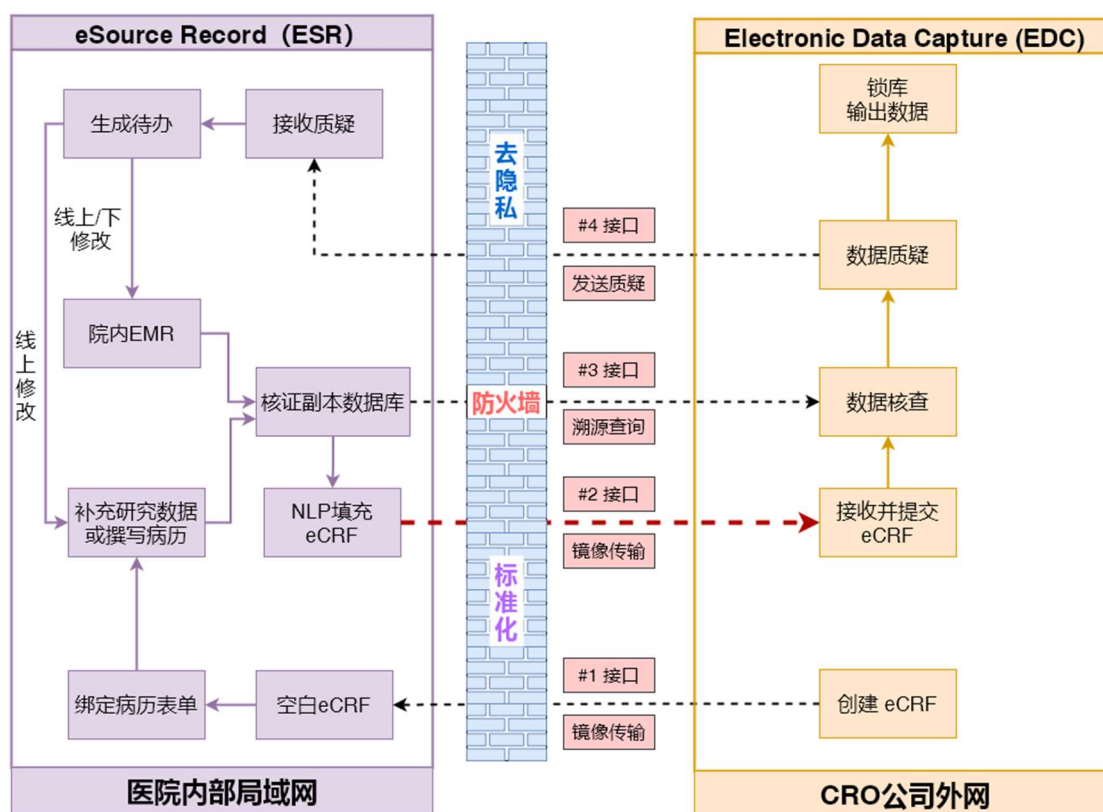 eSource Record（ESR）
生成待办
接收质疑
线上/下
修改
院内EMR
线上修改
核证副本数据库
补充研究数据
或撰写病历
NLP填充
eCRF
绑定病历表单
空白eCRF
医院内部局域网
去隐私
防火墙
标准化
#4 接口
发送质疑
#3 接口
溯源查询
#2 接口
镜像传输
#1 接口
镜像传输
Electronic Data Capture (EDC)
锁库
输出数据
数据质疑
数据核查
接收并提交
eCRF
创建 eCRF
CRO公司外网